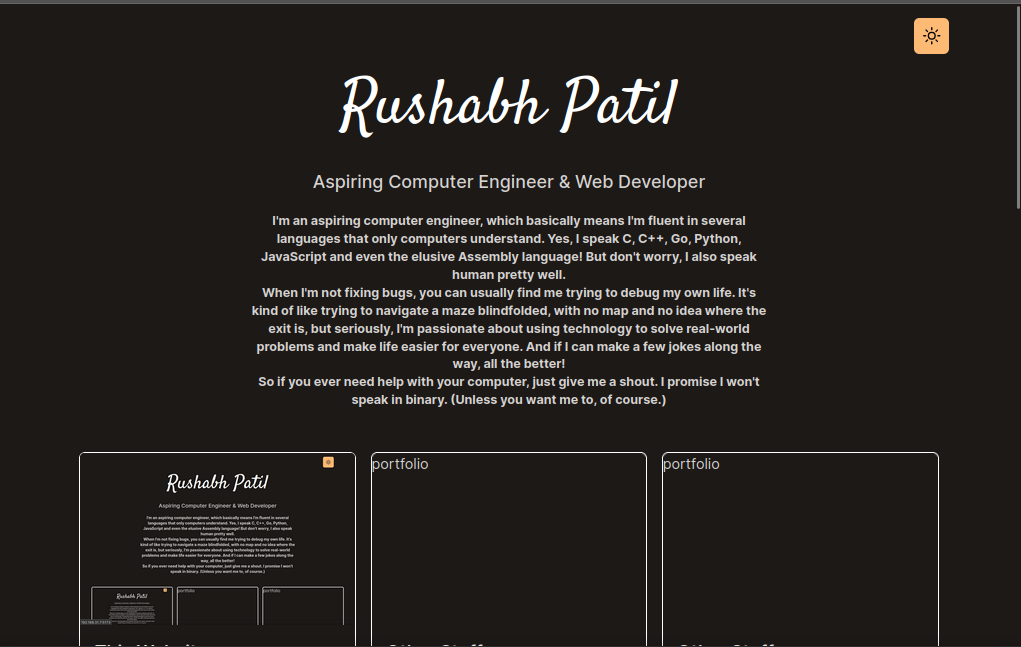 Rushabh Patil
Aspiring Computer Engineer & Web Developer
I'm an aspiring computer engineer, which basically means I'm fluent in several
languages that only computers understand. Yes, I speak C, C++, Go, Python,
JavaScript and even the elusive Assembly language! But don't worry, I also speak
human pretty well.
When I'm not fixing bugs, you can usually find me trying to debug my own life. It's
kind of like trying to navigate a maze blindfolded, with no map and no idea where the
exit is, but seriously, I'm passionate about using technology to solve real-world
problems and make life easier for everyone. And if I can make a few jokes along the
way, all the better!
So if you ever need help with your computer, just give me a shout. I promise I won't
speak in binary. (Unless you want me to, of course.)
Rushabh Patil
Aspiring Computer Engineer & Web Developer
I'm an aspiring computer engineer, which basically means I'm fluent in several
languages that only computers understand. Yes, I speak C, C++, Go, Python,
JavaScript and even the elusive Assembly language! But don't worry, I also speak
human pretty well.
When I'm not fixing bugs, you can usually find me trying to debug my own life. It's
kind of like trying to navigate a maze blindfolded, with no map and no idea where the
exit is, but seriously, I'm passionate about using technology to solve real-world
problems and make life easier for everyone. And if I can make a few jokes along the
way, all the better!
So if you ever need help with your computer, just give me a shout. I promise I won't
speak in binary. (Unless you want me to, of course.)
Rushabh Patil
portfolio
portfolio
portfolio
portfolio